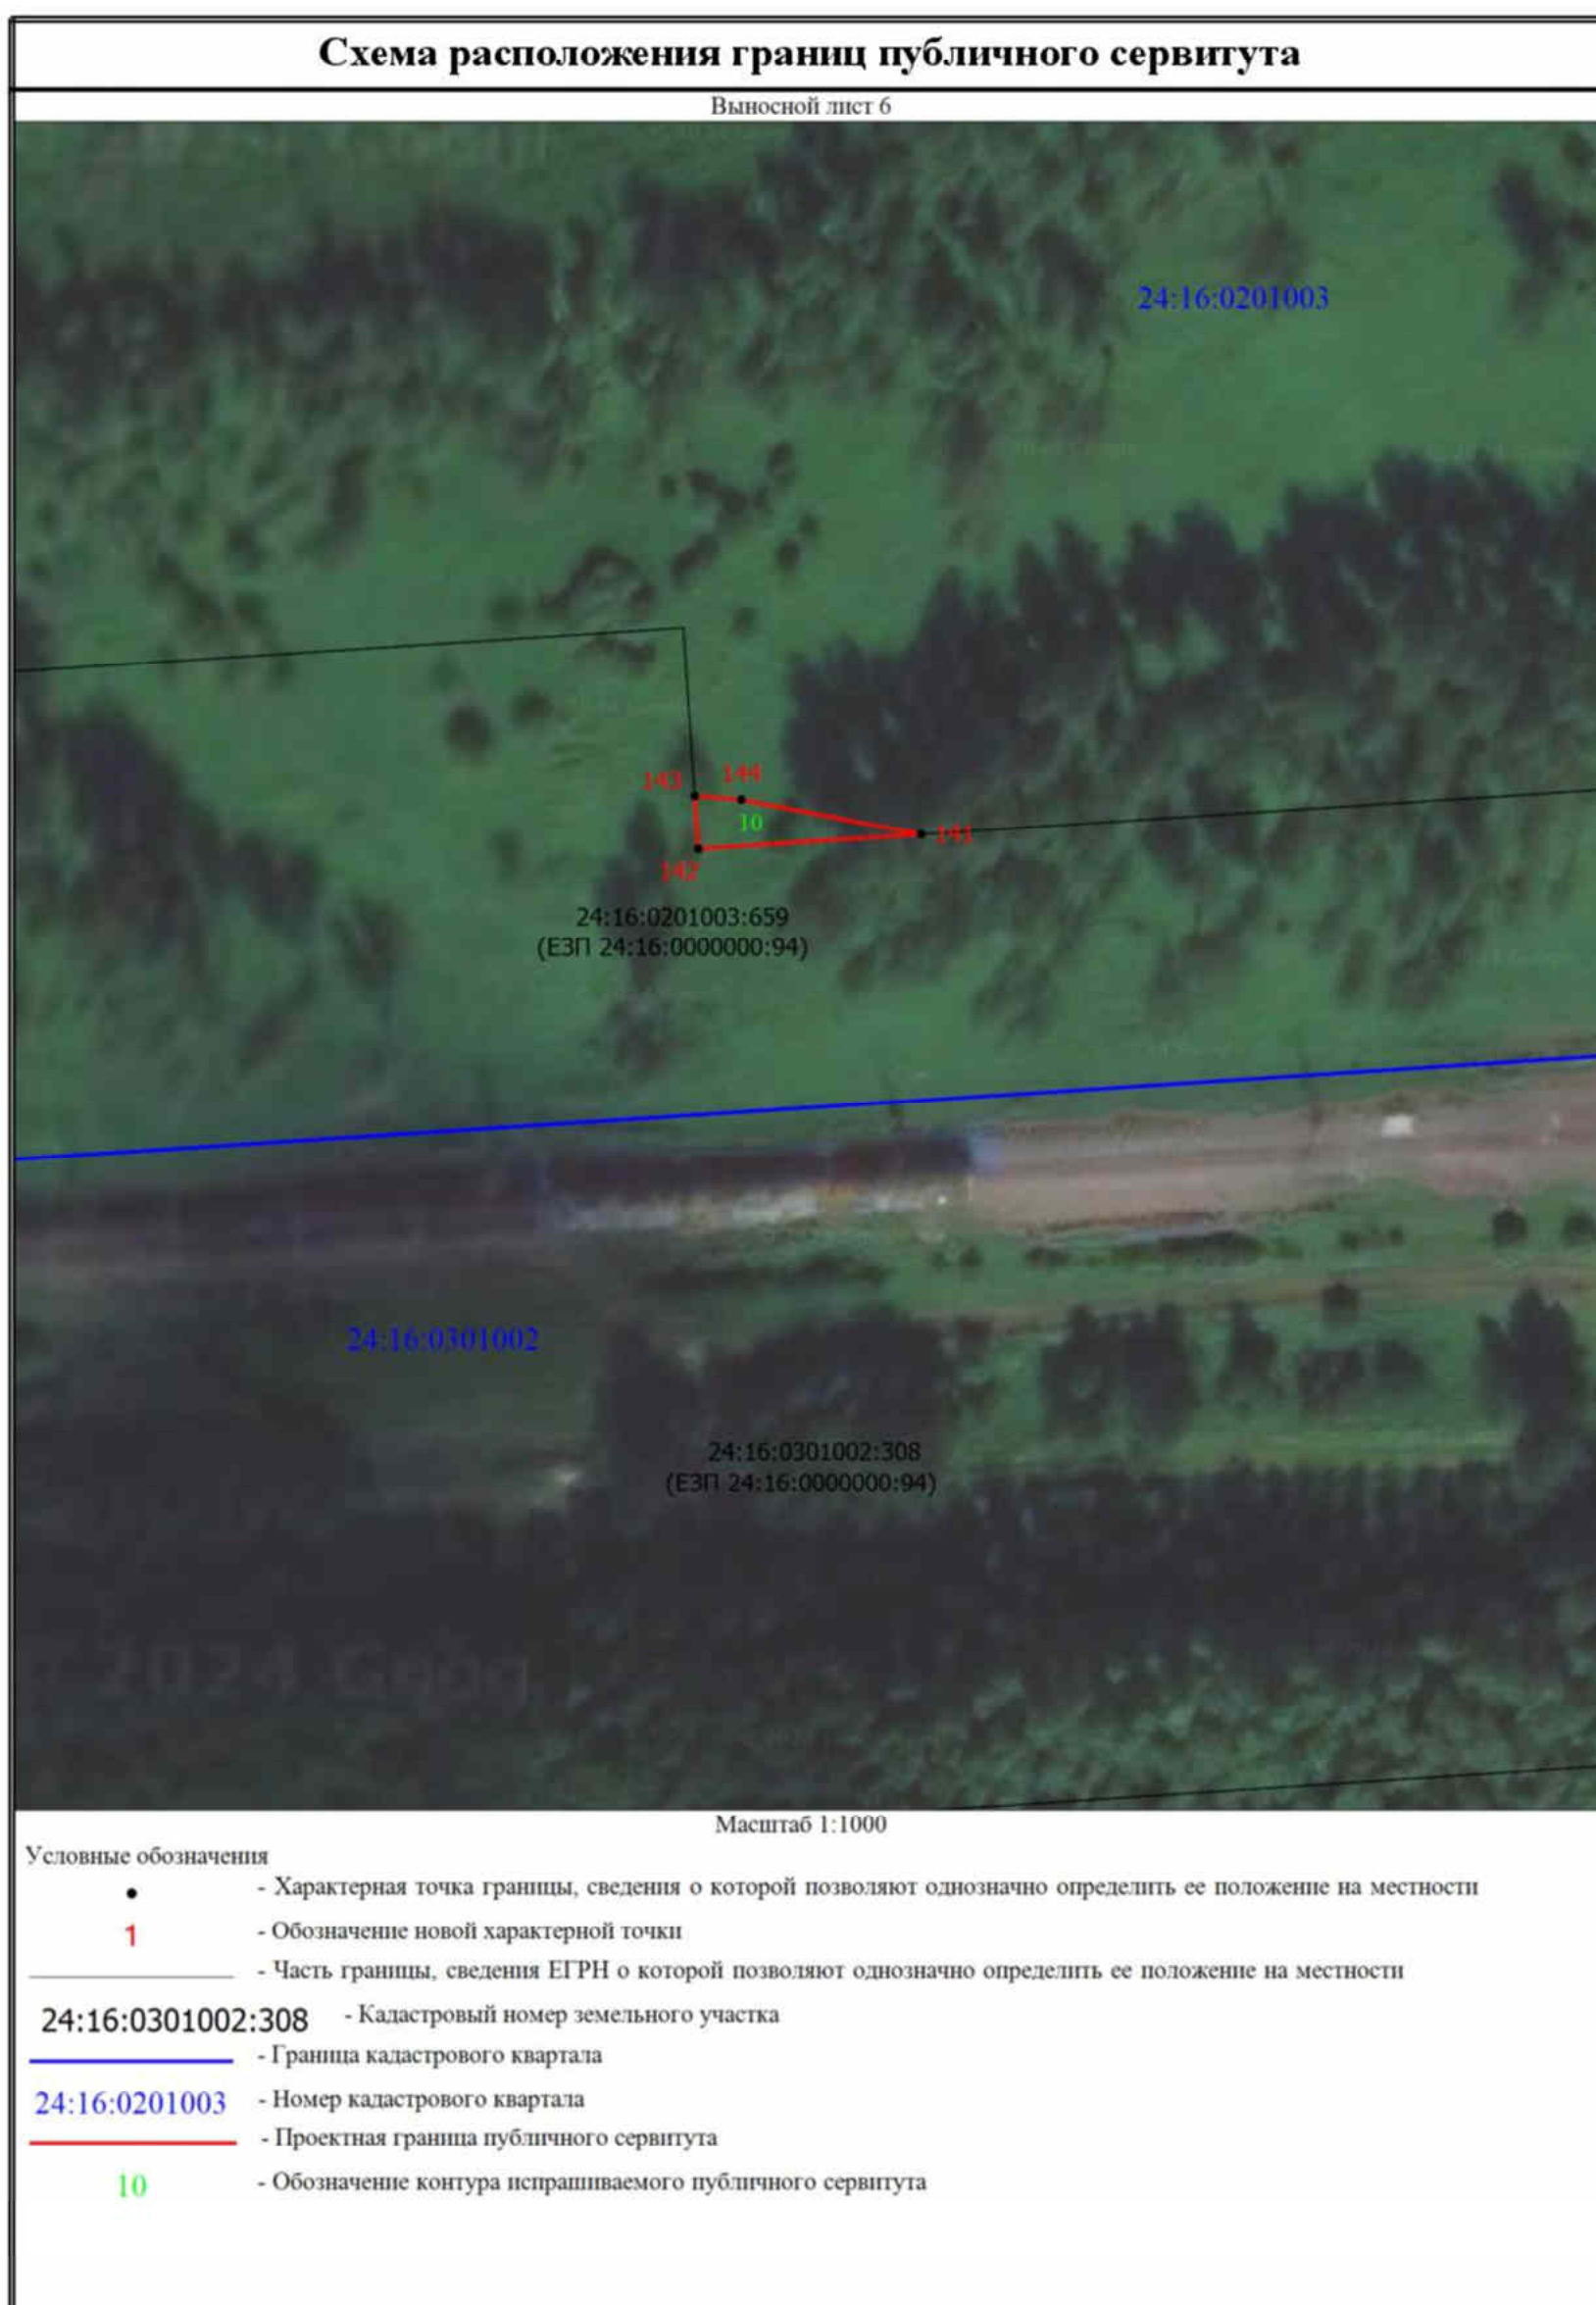 Схема расположения границ публичного сервитута
Выносной лист 6
24:16:0201003
143
144
10
141
142
24:16:0201003:659
(ЕЗП 24:16:0000000:94)
24:16:0301002
24:16:0301002:308
(ЕЗП 24:16:0000000:94)
2024 Goog
Масштаб 1:1000
Условные обозначения
- Характерная точка границы, сведения о которой позволяют однозначно определить ее положение на местности
1 - Обозначение новой характерной точки
- Часть границы, сведения ЕГРН о которой позволяют однозначно определить ее положение на местности
24:16:0301002:308 - Кадастровый номер земельного участка
- Граница кадастрового квартала
24:16:0201003 - Номер кадастрового квартала
- Проектная граница публичного сервитута
10 - Обозначение контура испрашиваемого публичного сервитута